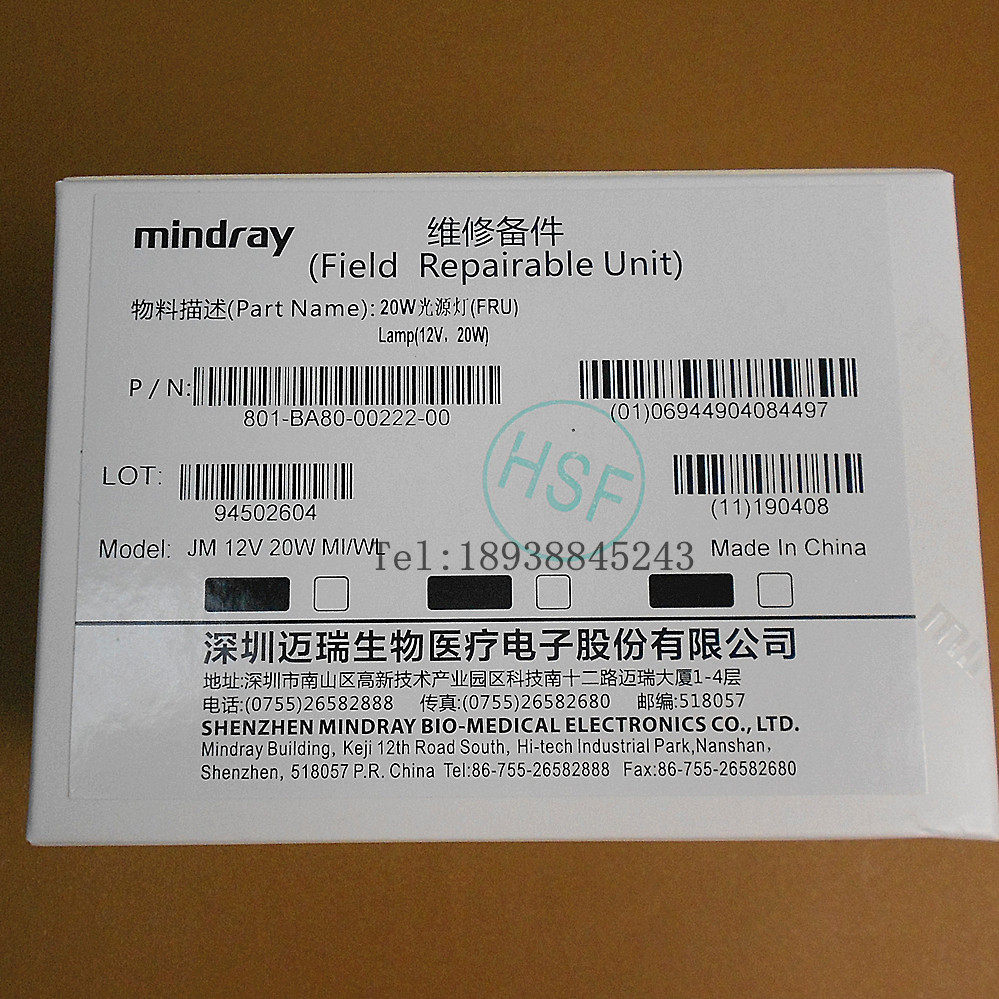 mindray
维修备件
(Field Repairable Unit)
物料描述(Part Name): 20W光源灯(FRU)
Lamp(12V, 20W)
P / N:
801-BA80-00222-00
(01)06944904084497
HSF
LOT:
94502604
(11)190408
Model: JM 12V 20W MI/WL
Tel:18938845243
Made In China
深圳迈瑞生物医疗电子股份有限公司
地址:深圳市南山区高新技术产业园区科技南十二路迈瑞大厦1-4层
电话:(0755)26582888 传真:(0755)26582680 邮编:518057
SHENZHEN MINDRAY BIO-MEDICAL ELECTRONICS CO., LTD.
Mindray Building, Keji 12th Road South, Hi-tech Industrial Park,Nanshan,
Shenzhen, 518057 P.R. China Tel:86-755-26582888 Fax:86-755-26582680